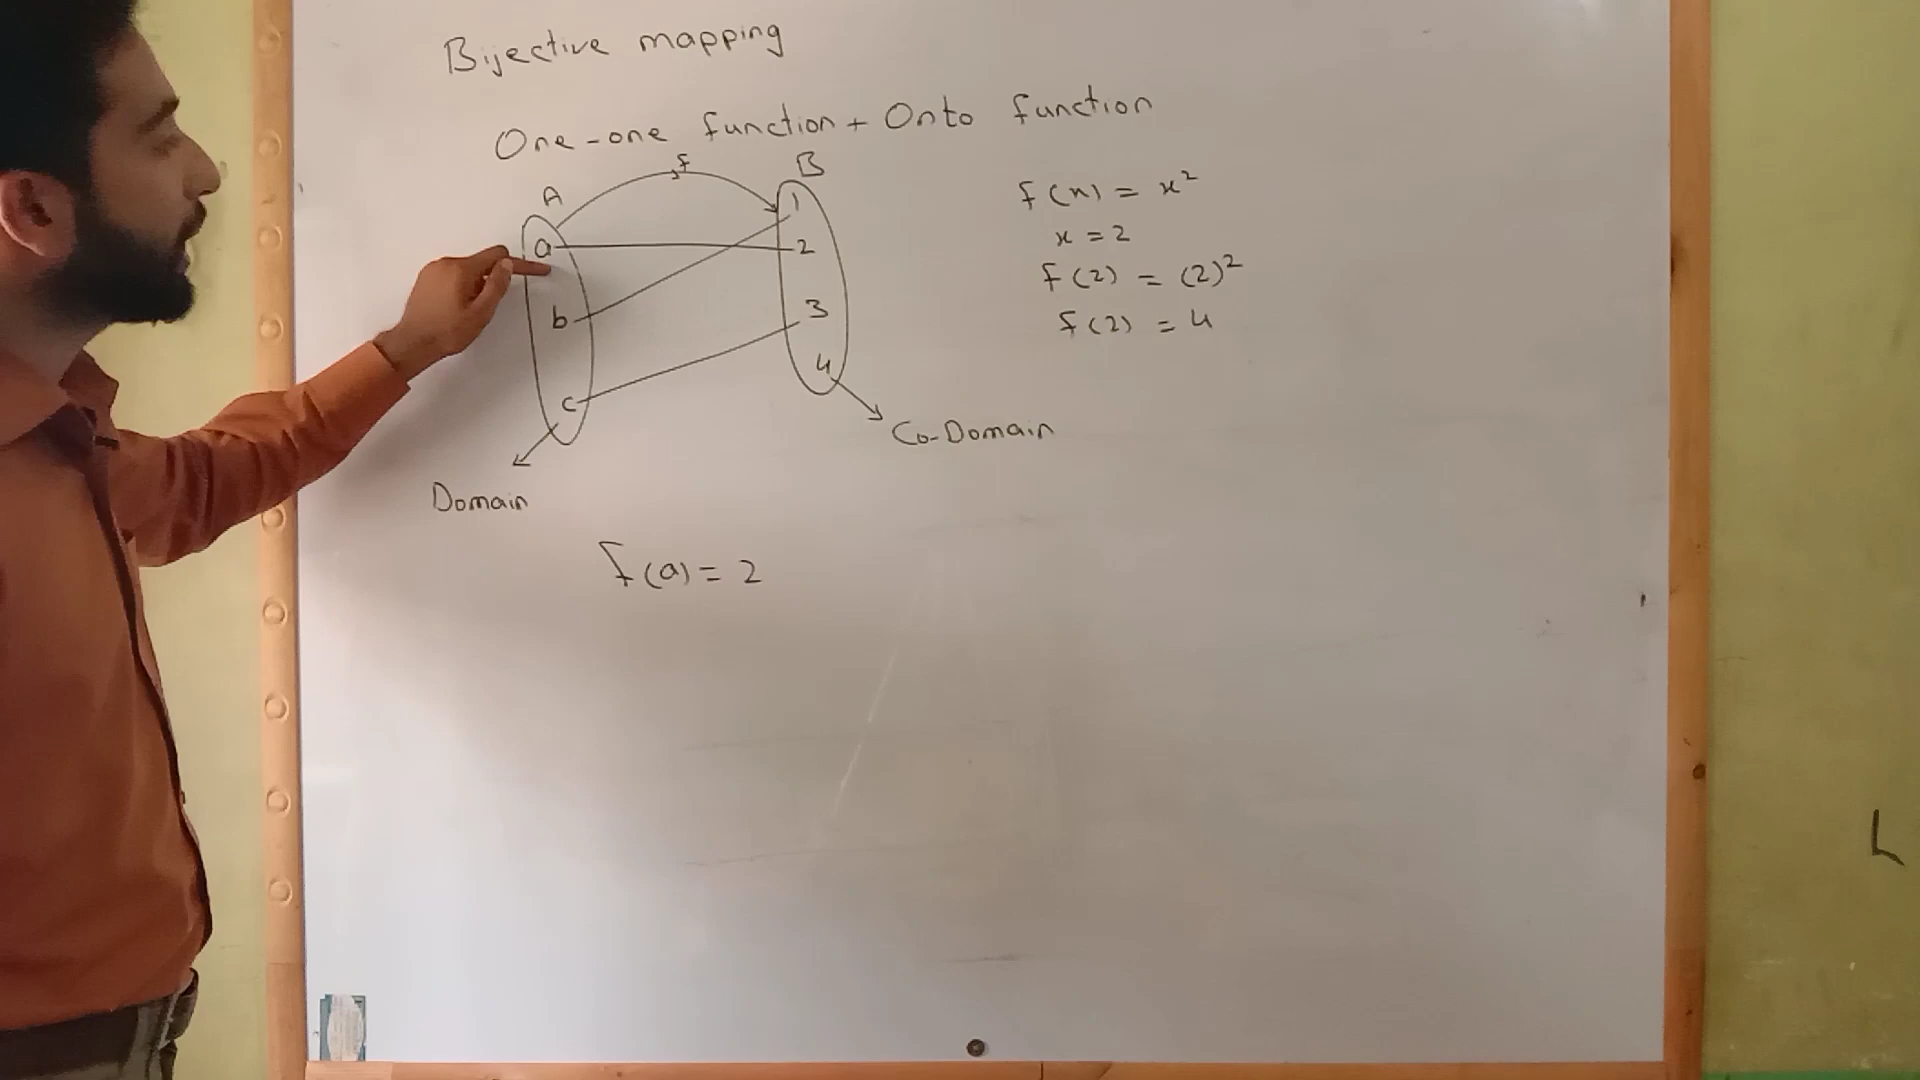 Bijective mapping
One-one function + Onto function
f
A
B
a
b
c
1
2
3
4
Domain
Co-Domain
f(a) = 2
f(x) = x²
x = 2
f(2) = (2)²
f(2) = 4